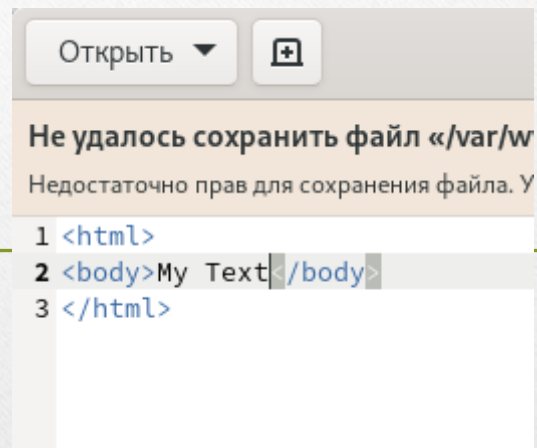 Открыть
Не удалось сохранить файл «/var/w
Недостаточно прав для сохранения файла. У
1 <html>
2 <body>My Text</body>
3 </html>